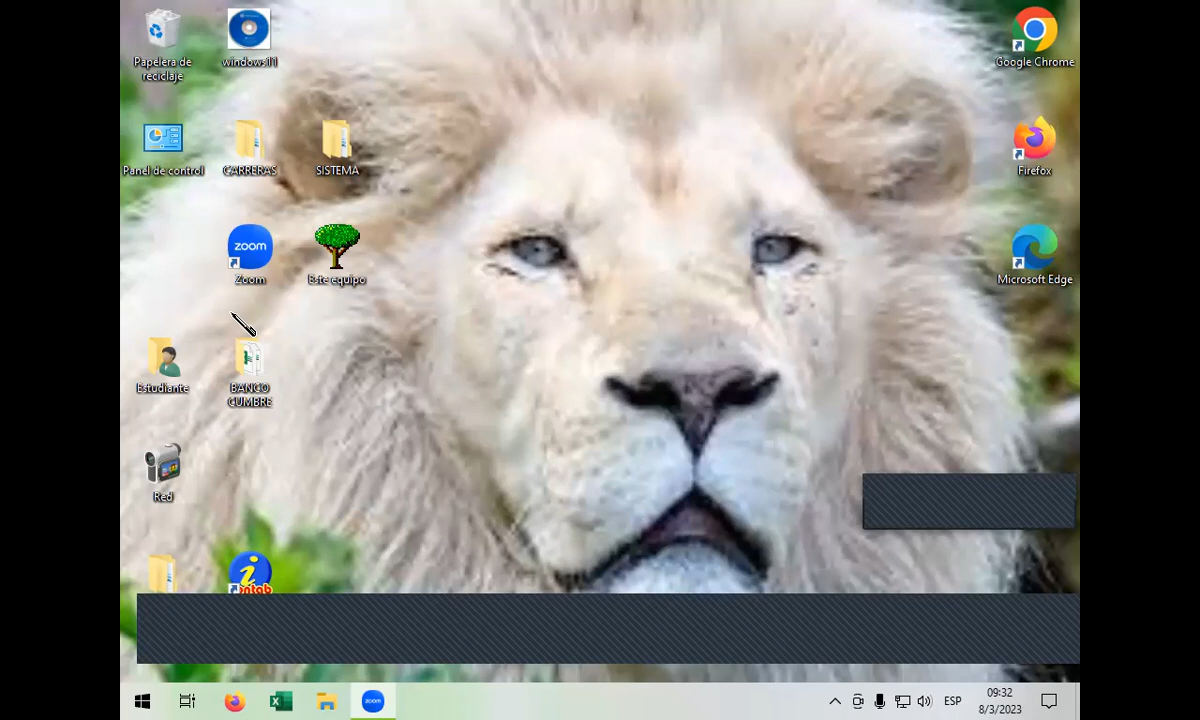 Papelera de
reciclaje
windows11
Google Chrome
Panel de control
CARRERAS
SISTEMA
Firefox
zoom
Zoom
Este equipo
Microsoft Edge
Estudiante
BANCO
CUMBRE
Red
zoom
ESP
09:32
8/3/2023